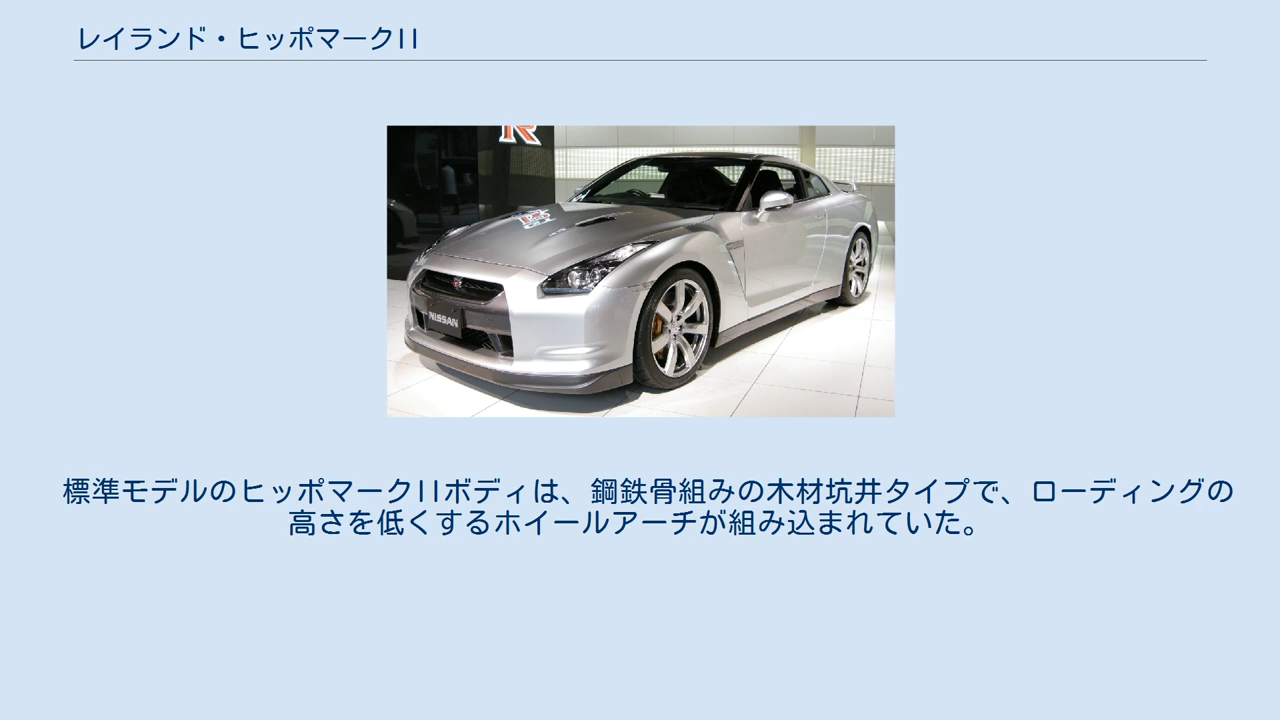 レイランド・ヒッポマークII
R
NISSAN
標準モデルのヒッポマークIIボディは、鋼鉄骨組みの木材坑井タイプで、ローディングの
高さを低くするホイールアーチが組み込まれていた。